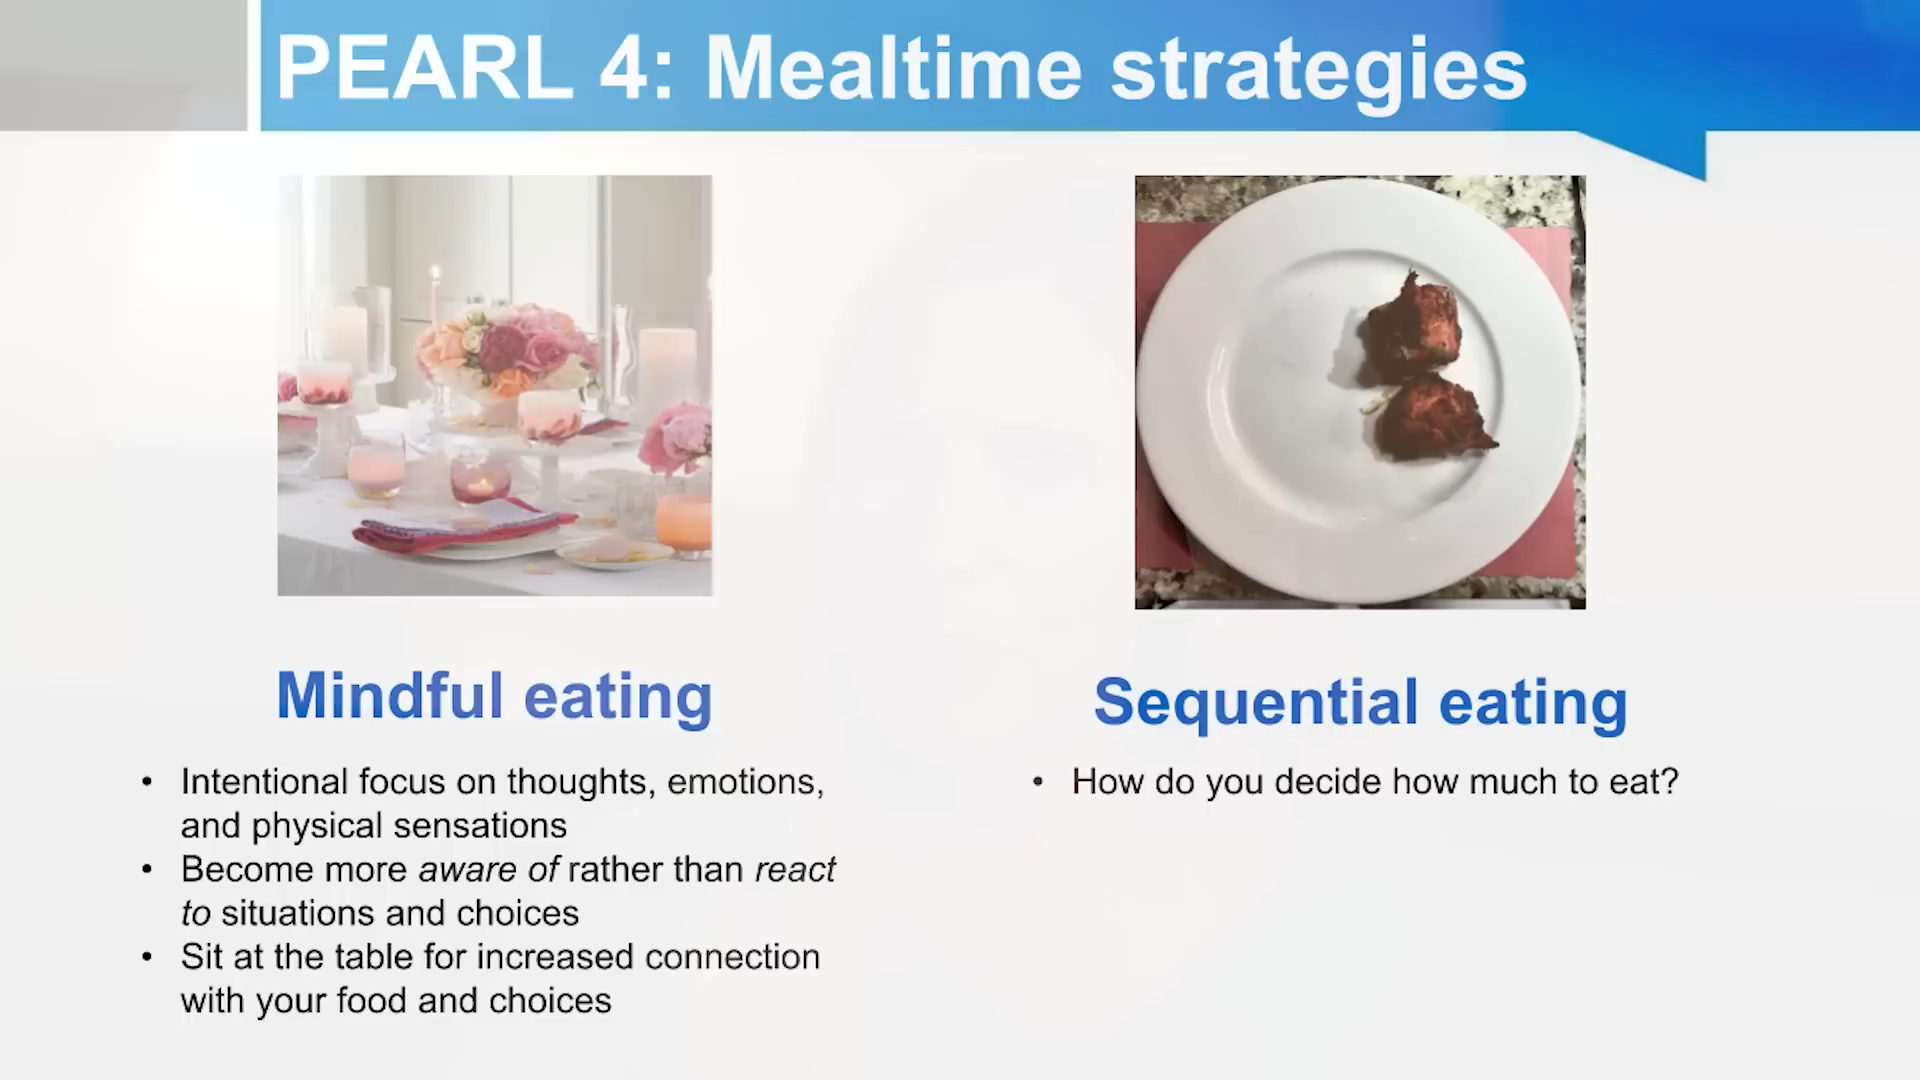 PEARL 4: Mealtime strategies
Mindful eating
• Intentional focus on thoughts, emotions,
and physical sensations
• Become more aware of rather than react
to situations and choices
• Sit at the table for increased connection
with your food and choices
Sequential eating
• How do you decide how much to eat?